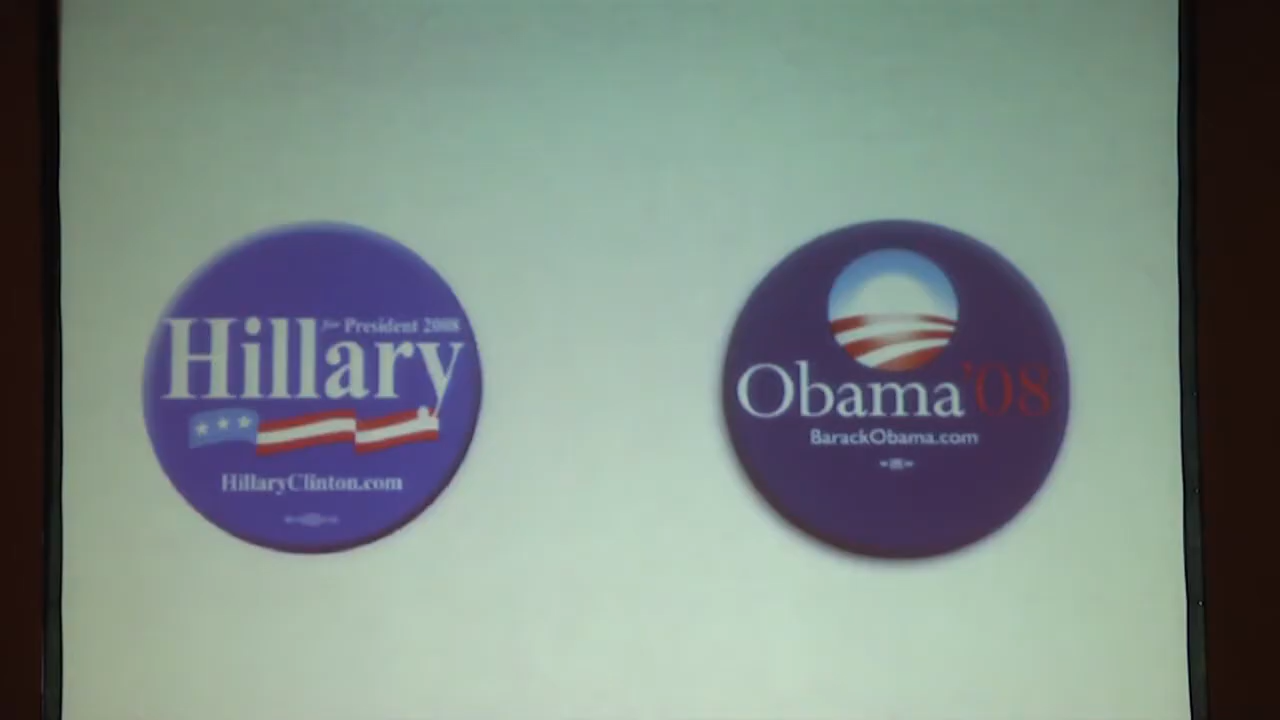 for President 2008
Hillary
HillaryClinton.com
Obama '08
BarackObama.com